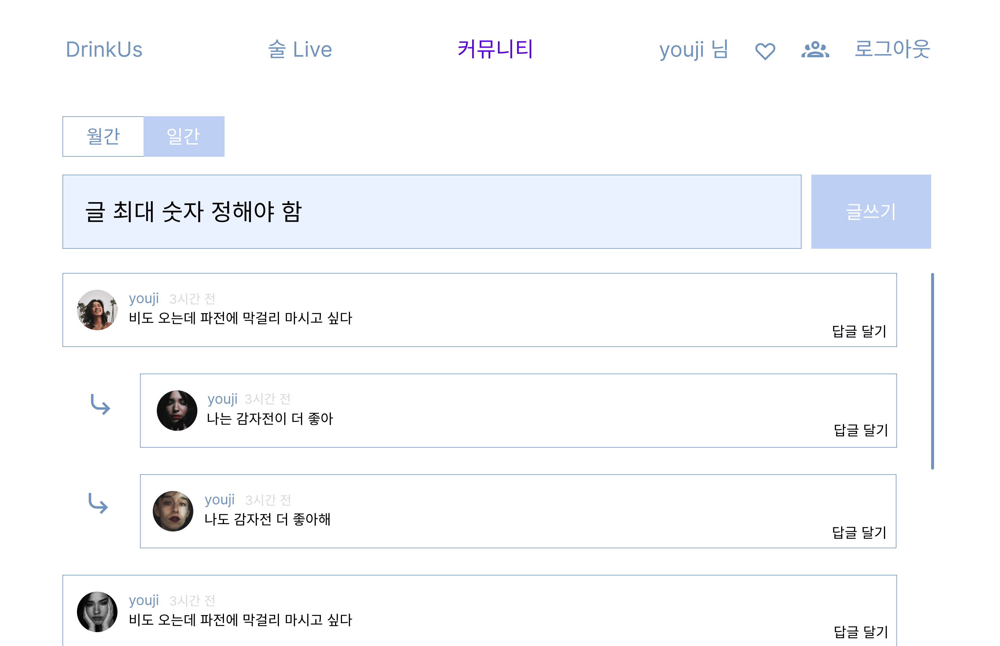 DrinkUs 술 Live 커뮤니티 youji 님 로그아웃
월간 일간
글 최대 숫자 정해야 함 글쓰기
youji 3시간 전
비도 오는데 파전에 막걸리 마시고 싶다
답글 달기
youji 3시간 전
나는 감자전이 더 좋아
답글 달기
youji 3시간 전
나도 감자전 더 좋아해
답글 달기
youji 3시간 전
비도 오는데 파전에 막걸리 마시고 싶다
답글 달기